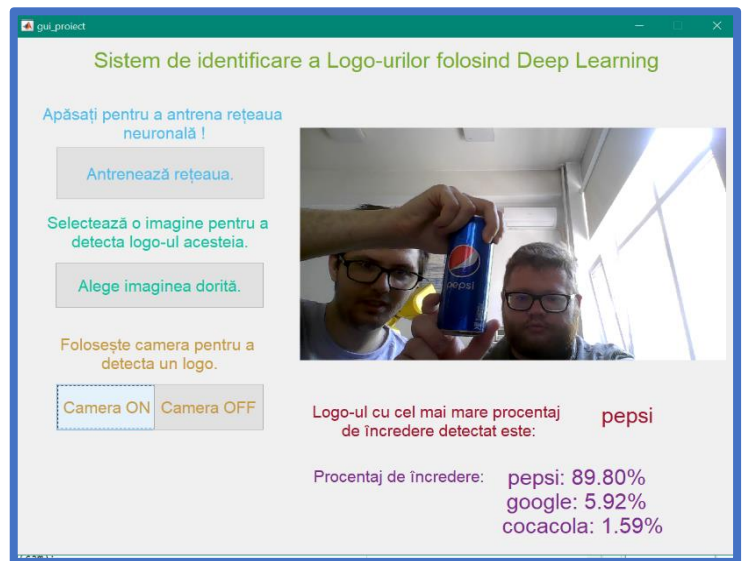 gui_proiect
Sistem de identificare a Logo-urilor folosind Deep Learning
Apăsați pentru a antrena rețeaua
neuronală !
Antrenează rețeaua.
Selectează o imagine pentru a
detecta logo-ul acesteia.
Alege imaginea dorită.
Folosește camera pentru a
detecta un logo.
Camera ON Camera OFF
pepsi
Logo-ul cu cel mai mare procentaj
de încredere detectat este:
pepsi
Procentaj de încredere:
pepsi: 89.80%
google: 5.92%
cocacola: 1.59%